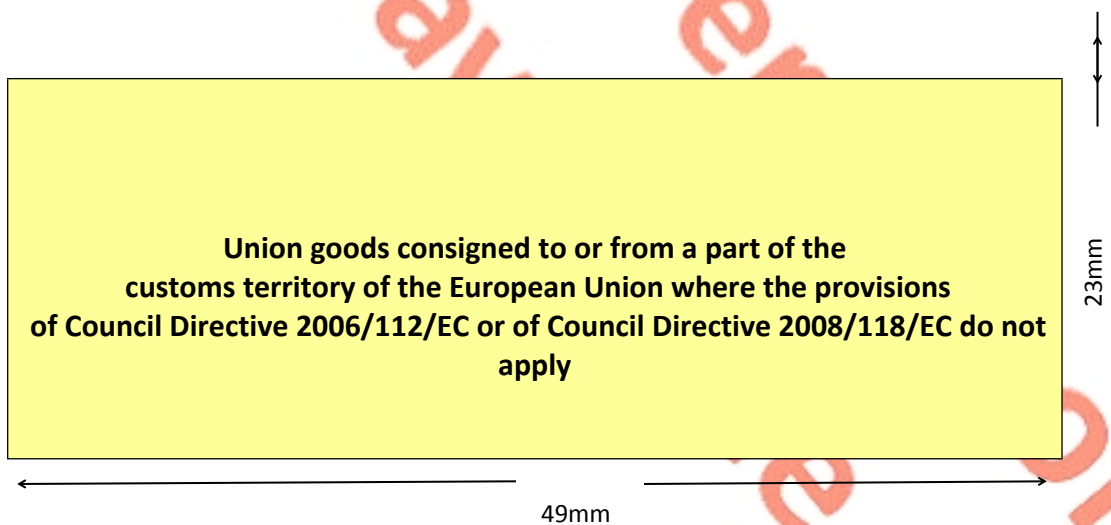 Union goods consigned to or from a part of the
customs territory of the European Union where the provisions
of Council Directive 2006/112/EC or of Council Directive 2008/118/EC do not
apply
23mm
49mm